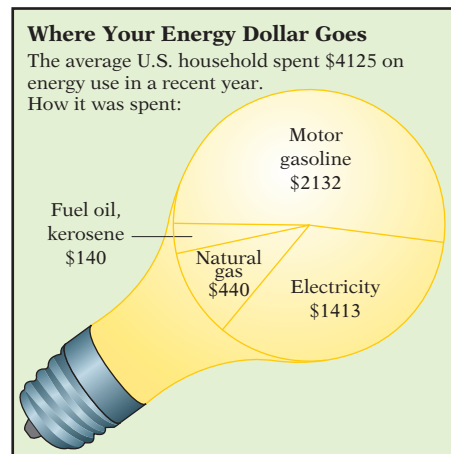 Where Your Energy Dollar Goes
The average U.S. household spent $4125 on
energy use in a recent year.
How it was spent:
Motor
gasoline
$2132
Fuel oil,
kerosene
$140
Natural
gas
$440
Electricity
$1413